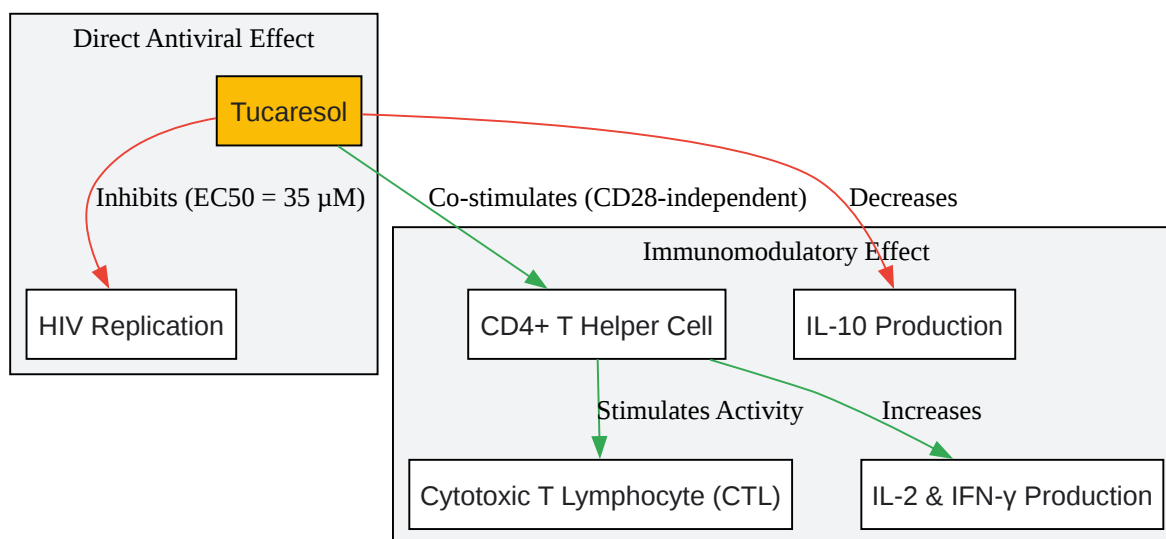 Direct Antiviral Effect
Tucaresol
Inhibits (EC50 = 35 µM)
Co-stimulates (CD28-independent)
Decreases
Immunomodulatory Effect
HIV Replication
CD4+ T Helper Cell
IL-10 Production
Stimulates Activity
Increases
Cytotoxic T Lymphocyte (CTL)
IL-2 & IFN-γ Production